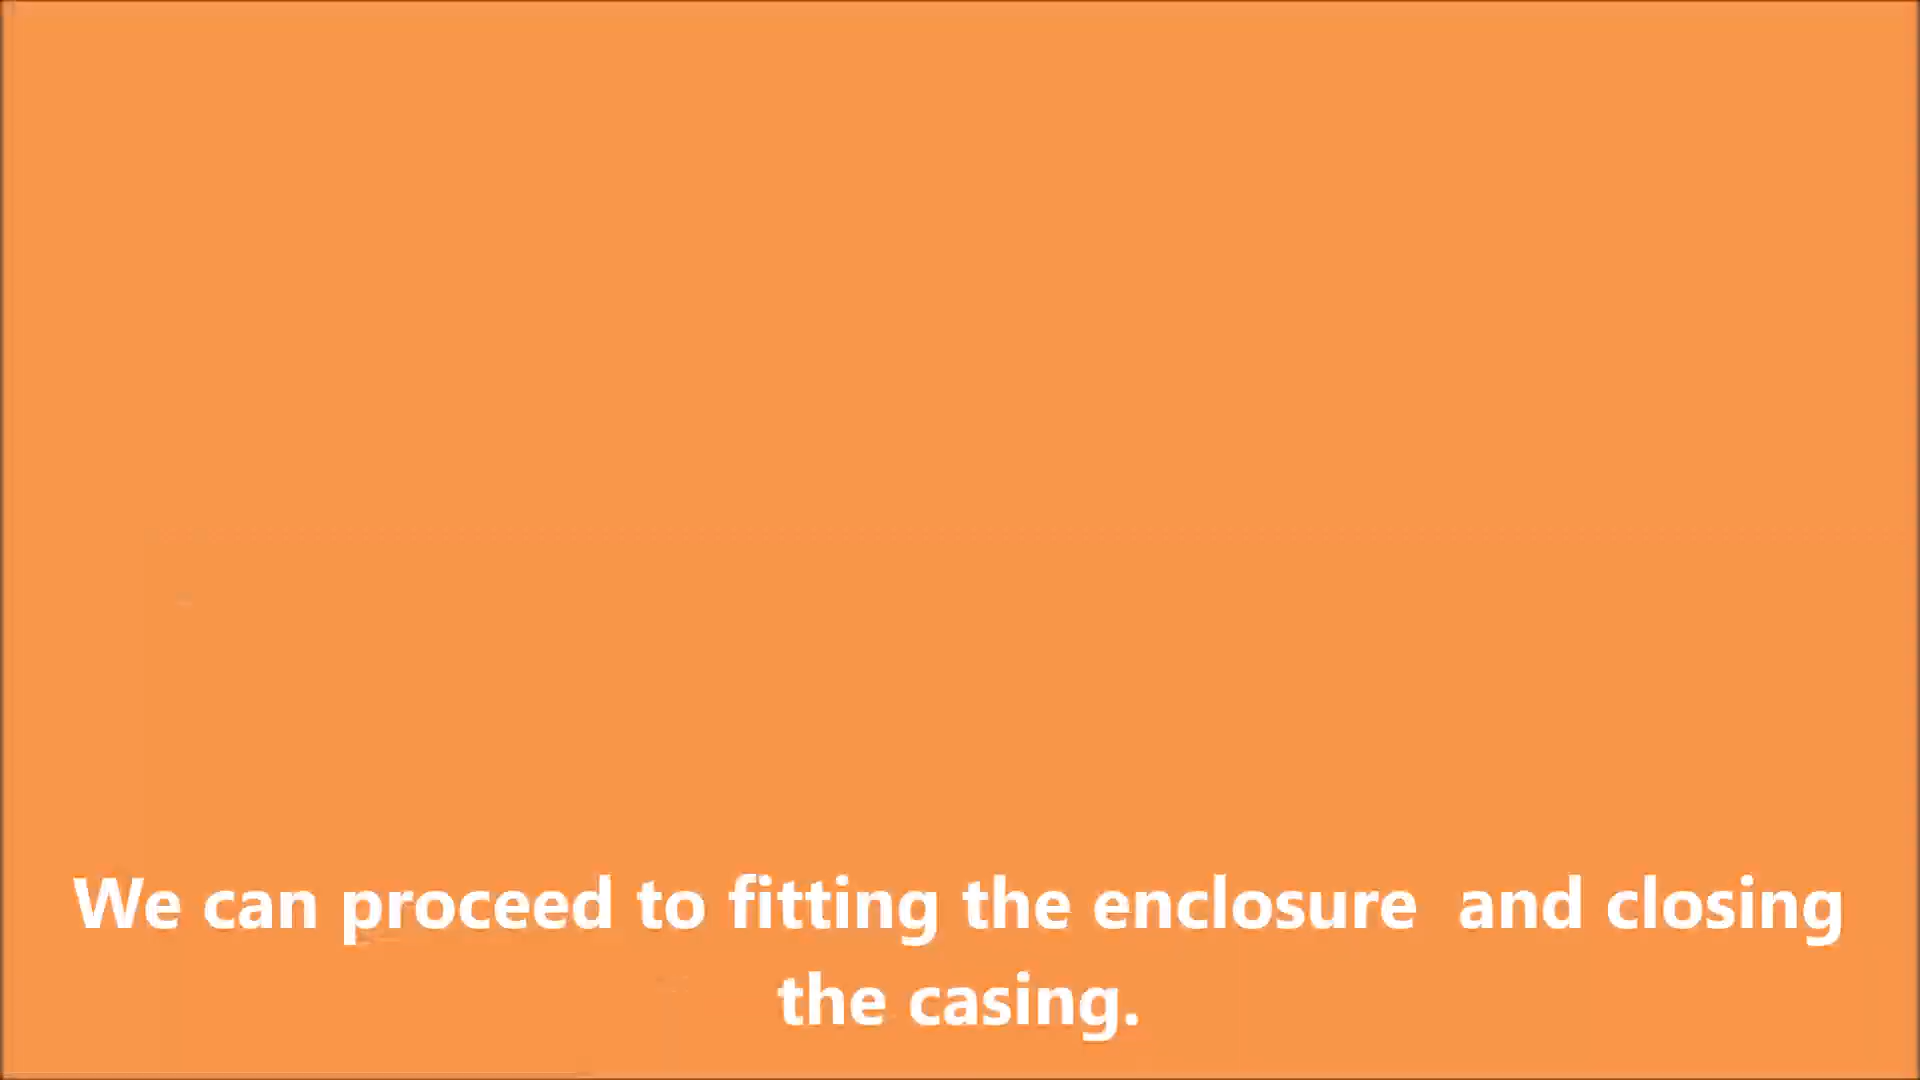 We can proceed to fitting the enclosure  and closing
the casing.